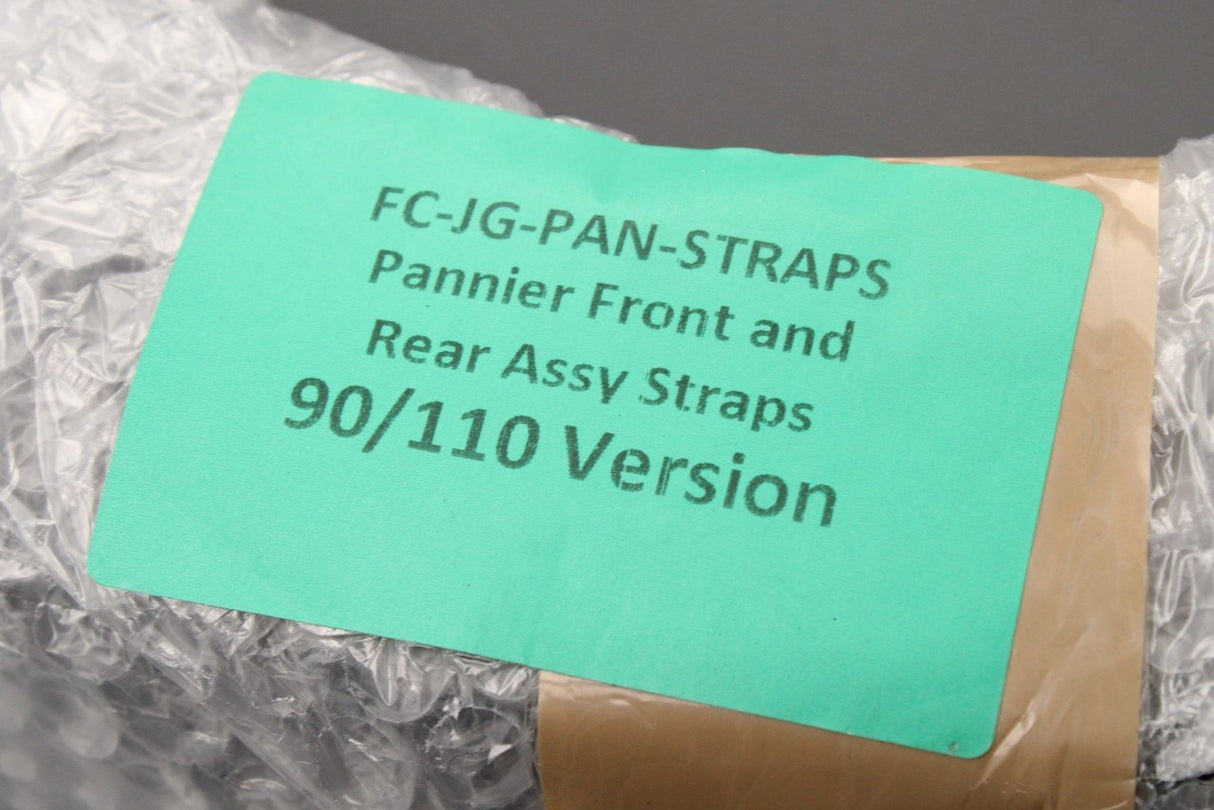 FC-JG-PAN-STRAPS
Pannier Front and
Rear Assy Straps
90/110 Version